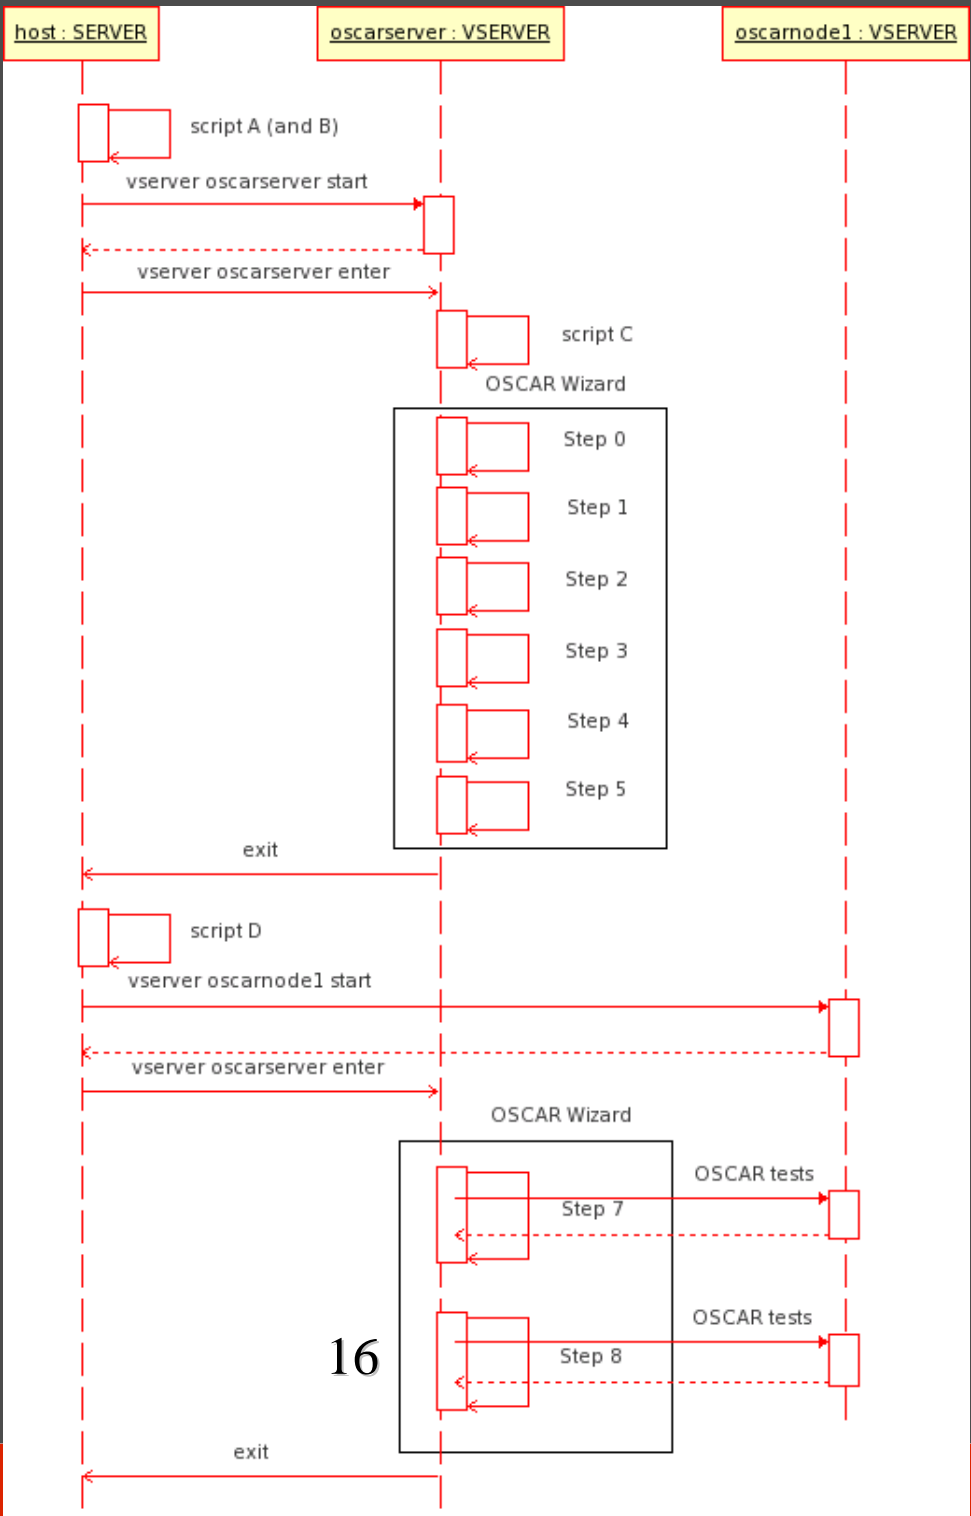 host : SERVER
oscarserver : VSERVER
oscarnode1 : VSERVER
script A (and B)
vserver oscarserver start
vserver oscarserver enter
script C
OSCAR Wizard
Step 0
Step 1
Step 2
Step 3
Step 4
Step 5
exit
script D
vserver oscarnode1 start
vserver oscarserver enter
OSCAR Wizard
OSCAR tests
Step 7
OSCAR tests
Step 8
16
exit